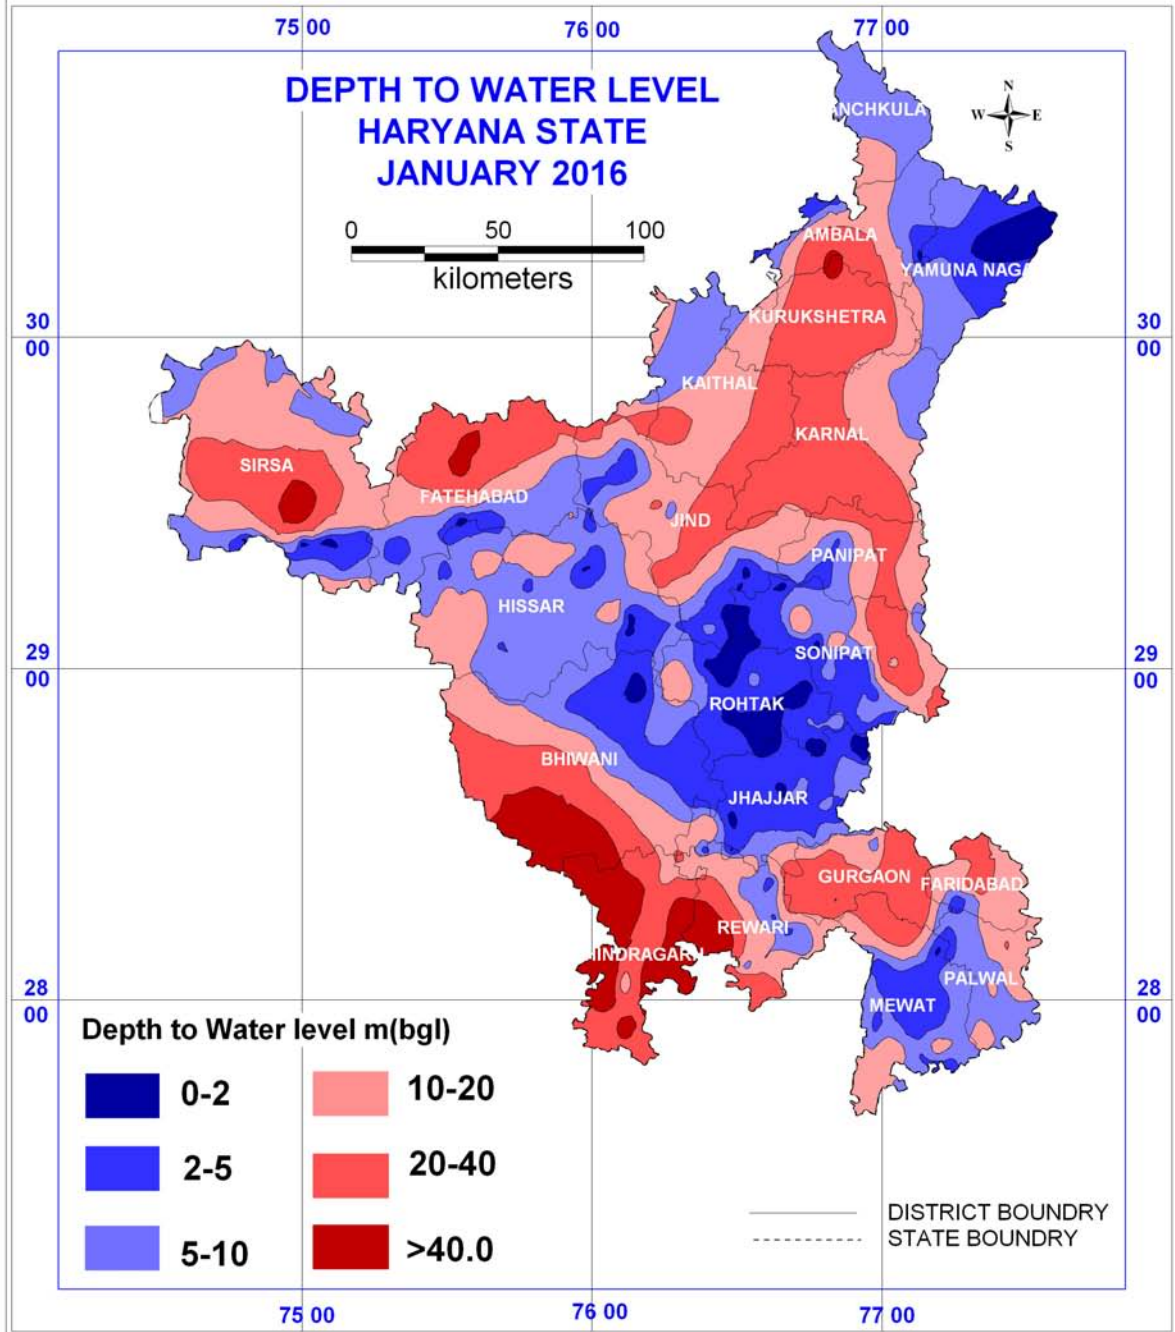 75 00
76 00
77 00
DEPTH TO WATER LEVEL
HARYANA STATE
JANUARY 2016
N
W
E
S
0
50
100
kilometers
ANCHKULA
AMBALA
YAMUNA NAGA
KURUKSHETRA
30
00
30
00
KAITHAL
KARNAL
SIRSA
FATEHABAD
JIND
PANIPAT
HISSAR
SONIPAT
29
00
29
00
ROHTAK
BHIWANI
JHAJJAR
GURGAON
FARIDABAD
REWARI
HINDRAGARH
PALWAL
MEWAT
28
00
28
00
Depth to Water level m(bgl)
0-2
10-20
2-5
20-40
5-10
>40.0
DISTRICT BOUNDRY
STATE BOUNDRY
75 00
76 00
77 00